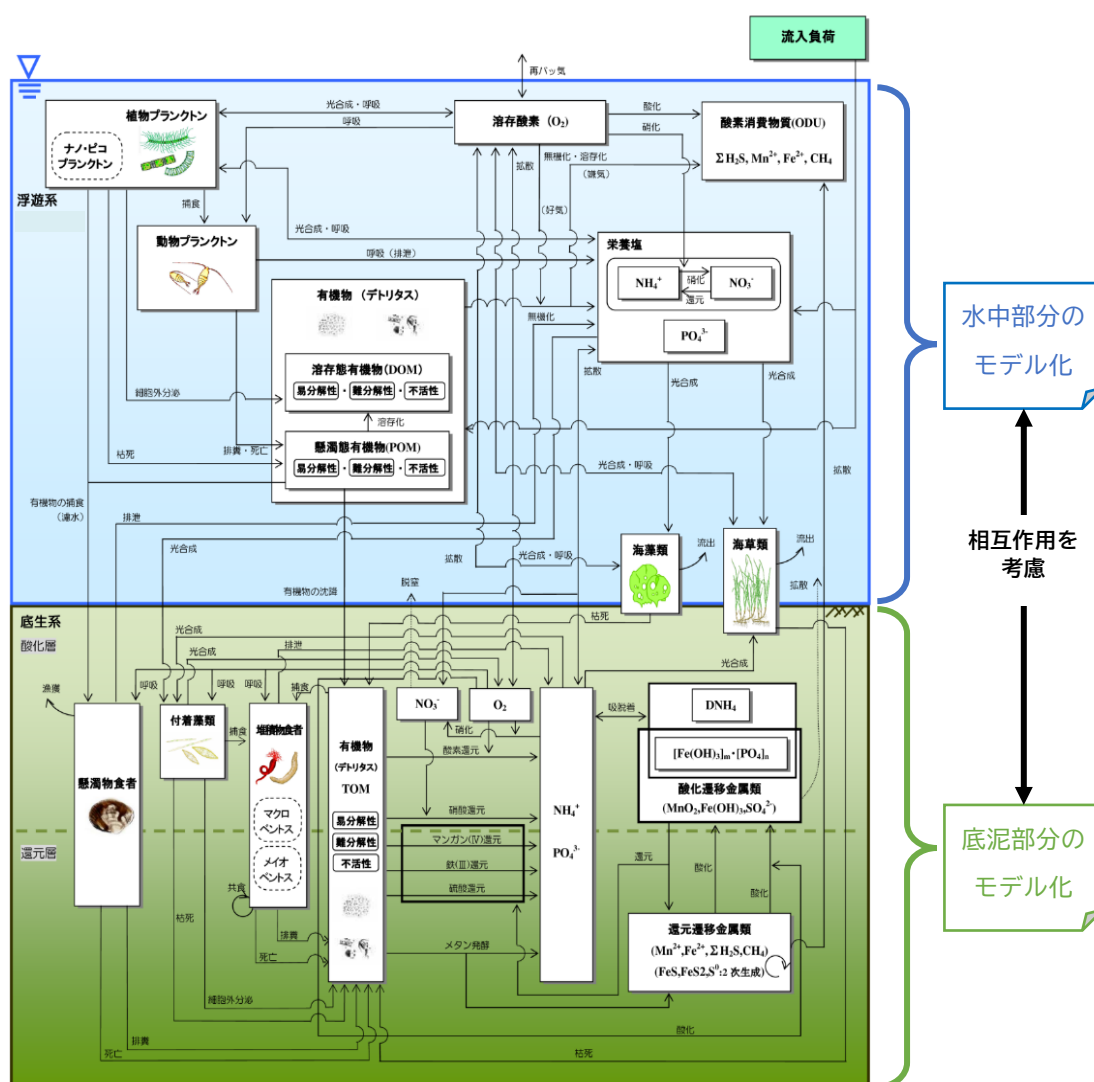 流入負荷
再バッ気
植物プランクトン
ナノ・ピコ
プランクトン
光合成・呼吸
呼吸
溶存酸素（O₂）
酸化
硝化
酸素消費物質(ODU)
ΣH₂S, Mn²⁺, Fe²⁺, CH₄
浮遊系
捕食
拡散
無機化・溶存化
（嫌気）
（好気）
動物プランクトン
光合成・呼吸
呼吸（排泄）
栄養塩
NH₄⁺
硝化
還元
NO₃⁻
PO₄³⁻
有機物（デトリタス）
無機化
溶存態有機物(DOM)
易分解性・難分解性・不活性
溶存化
懸濁態有機物(POM)
易分解性・難分解性・不活性
細胞外分泌
枯死
排糞・死亡
拡散
光合成
光合成
拡散
水中部分の
モデル化
有機物の捕食
（濾水）
排泄
光合成
光合成・呼吸
拡散
光合成・呼吸
海藻類
流出
海草類
流出
拡散
有機物の沈降
脱窒
相互作用を
考慮
底生系
酸化層
枯死
光合成
光合成
排泄
光合成
漁獲
呼吸
呼吸
呼吸
捕食
懸濁物食者
付着藻類
捕食
堆積物食者
マクロ
ベントス
メイオ
ベントス
共食
有機物
（デトリタス）
TOM
易分解性
難分解性
不活性
NO₃⁻
O₂
硝化
酸素還元
硝酸還元
マンガン(Ⅳ)還元
鉄(Ⅲ)還元
硫酸還元
メタン発酵
NH₄⁺
PO₄³⁻
吸脱着
DNH₄
[Fe(OH)₃]m・[PO₄]n
酸化遷移金属類
(MnO₂,Fe(OH)₃,SO₄²⁻)
還元層
還元
酸化
酸化
還元遷移金属類
(Mn²⁺,Fe²⁺,ΣH₂S,CH₄)
(FeS,FeS2,S⁰:2 次生成)
底泥部分の
モデル化
枯死
排糞
死亡
細胞外分泌
排糞
死亡
酸化
枯死